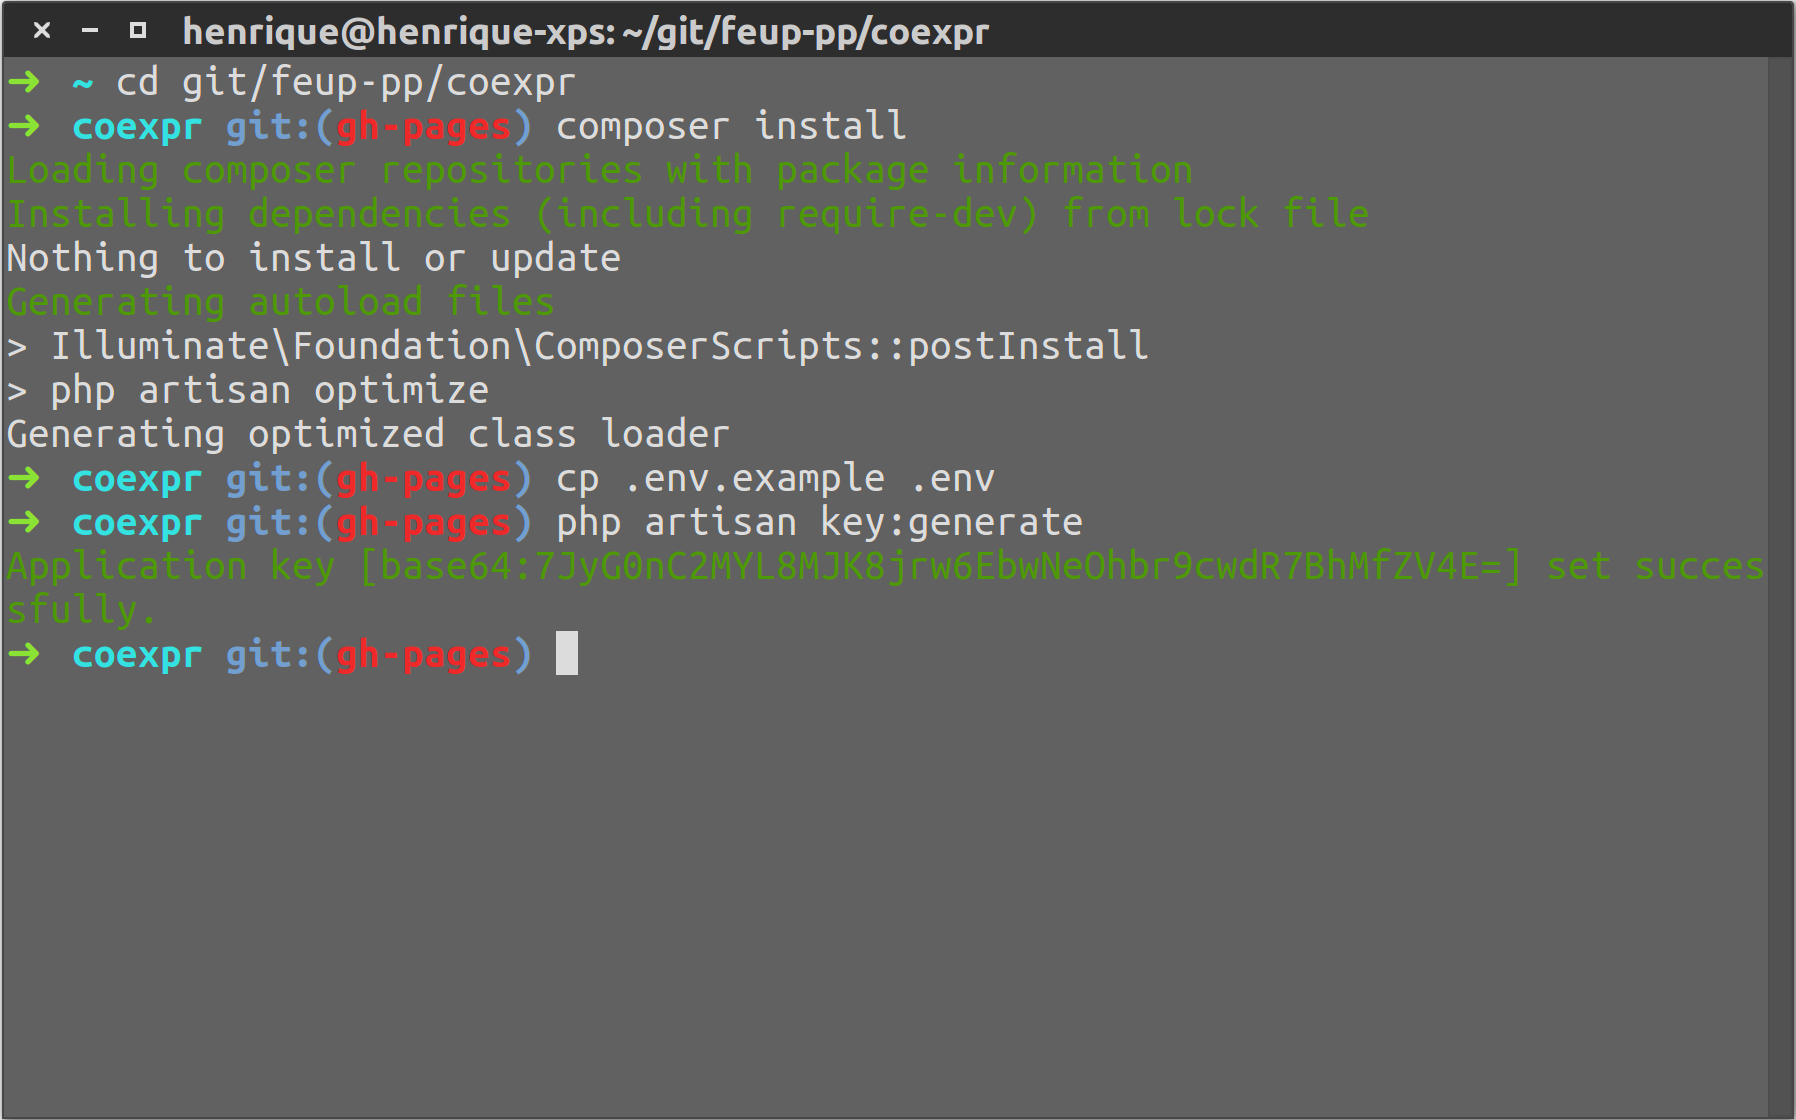 henrique@henrique-xps: ~/git/feup-pp/coexpr
➜ ~ cd git/feup-pp/coexpr
➜ coexpr git:(gh-pages) composer install
Loading composer repositories with package information
Installing dependencies (including require-dev) from lock file
Nothing to install or update
Generating autoload files
> Illuminate\Foundation\ComposerScripts::postInstall
> php artisan optimize
Generating optimized class loader
➜ coexpr git:(gh-pages) cp .env.example .env
➜ coexpr git:(gh-pages) php artisan key:generate
Application key [base64:7JyG0nC2MYL8MJK8jrw6EbwNeOhbr9cwdR7BhMfZV4E=] set succes
sfully.
➜ coexpr git:(gh-pages)